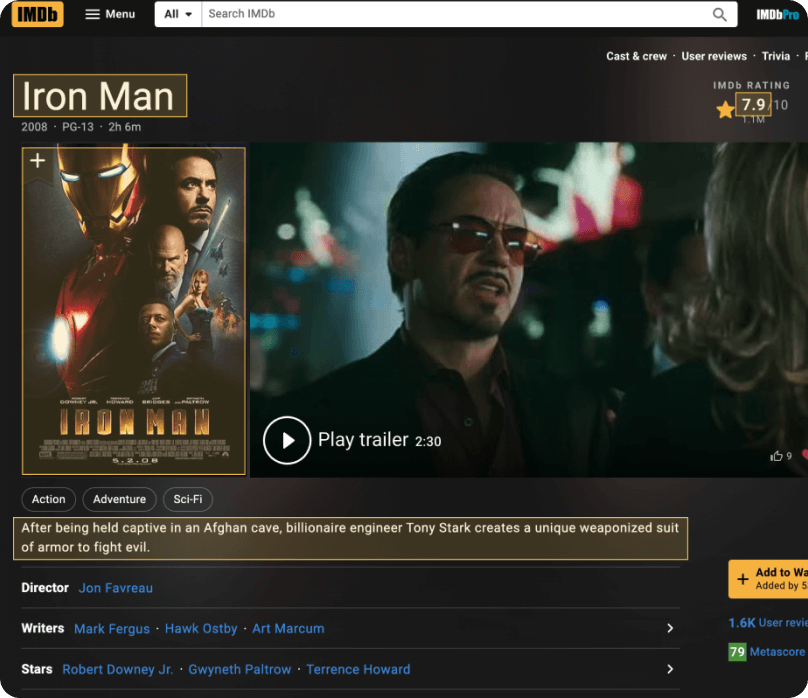 IMDb
Menu
All
Search IMDb
IMDbPro
Cast & crew · User reviews · Trivia ·
Iron Man
2008 · PG-13 · 2h 6m
IMDb RATING
7.9/10
1.1M
ROBERT DOWNEY JR. TERRENCE HOWARD JEFF BRIDGES AND GWYNETH PALTROW
IRON MAN
5.2.08
Play trailer 2:30
9
Action
Adventure
Sci-Fi
After being held captive in an Afghan cave, billionaire engineer Tony Stark creates a unique weaponized suit
of armor to fight evil.
Director Jon Favreau
Writers Mark Fergus · Hawk Ostby · Art Marcum
Stars Robert Downey Jr. · Gwyneth Paltrow · Terrence Howard
Add to Wa
Added by 5
1.6K User revie
79 Metascore